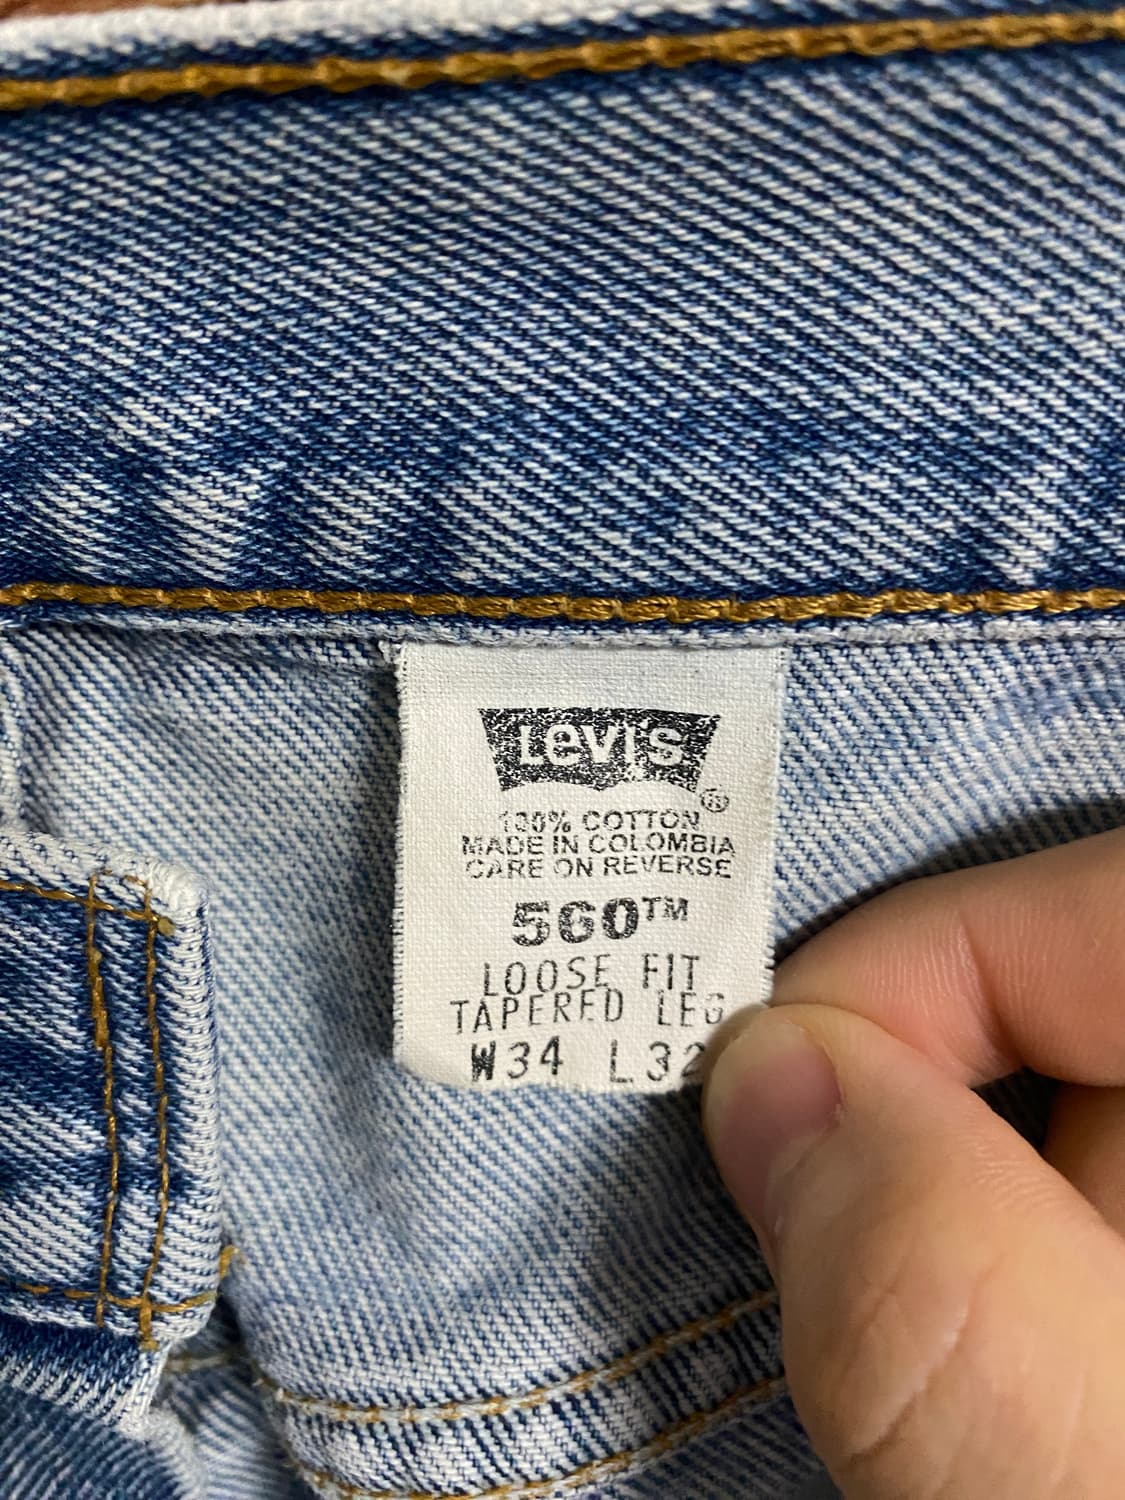 Levi's
®
100% COTTON
MADE IN COLOMBIA
CARE ON REVERSE
560™
LOOSE FIT
TAPERED LEG
W34 L32